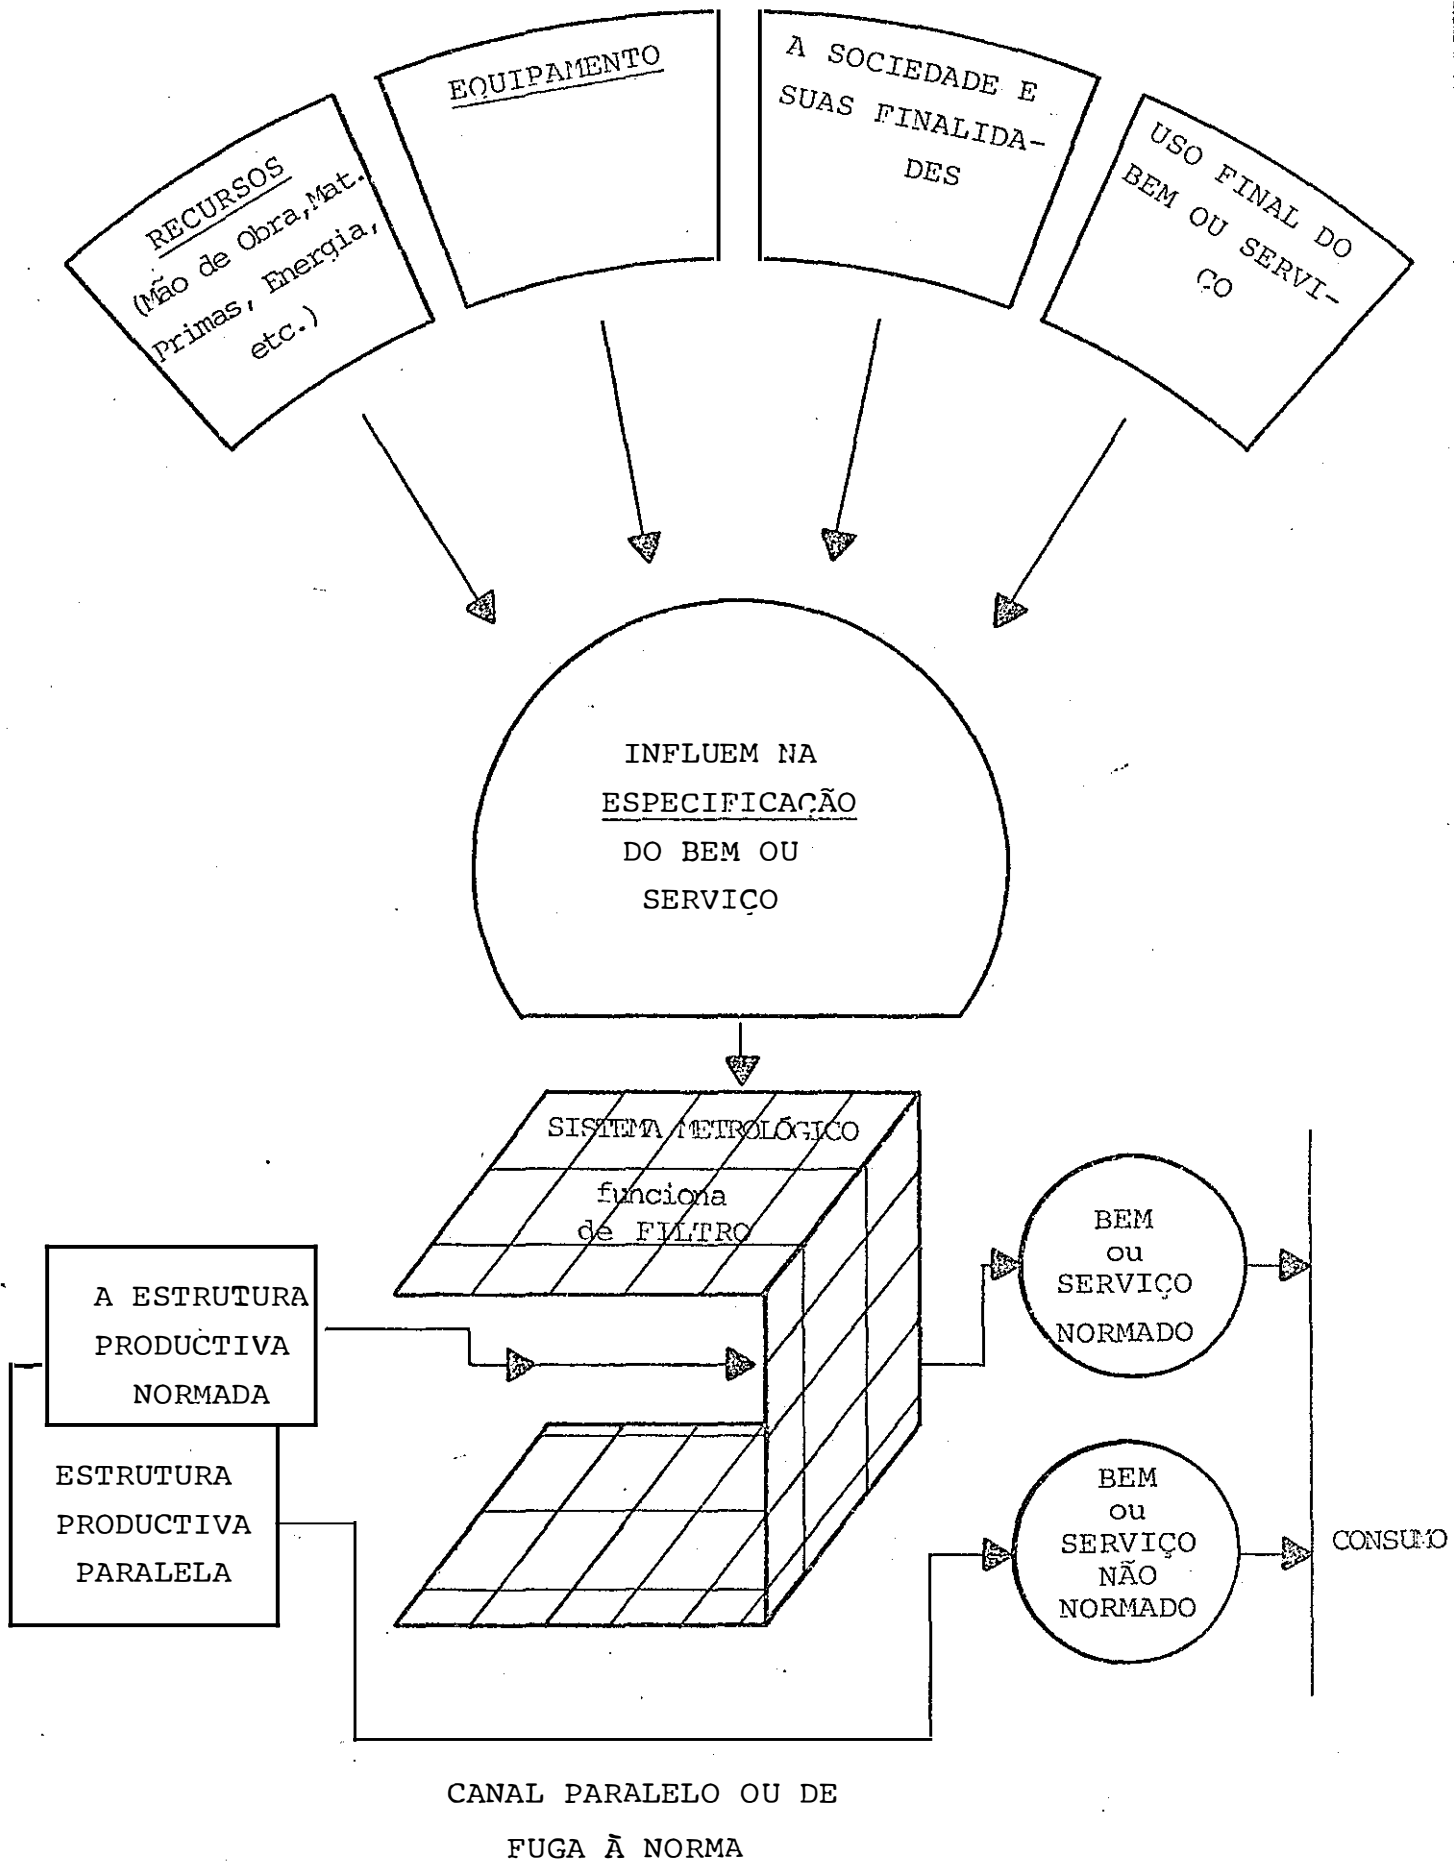 RECURSOS
(Mão de Obra, Mat.
Primas, Energia,
etc.)
EQUIPAMENTO
A SOCIEDADE E
SUAS FINALIDA-
DES
USO FINAL DO
BEM OU SERVI-
ÇO
INFLUEM NA
ESPECIFICAÇÃO
DO BEM OU
SERVIÇO
SISTEMA METROLÓGICO
funciona
de FILTRO
A ESTRUTURA
PRODUCTIVA
NORMADA
ESTRUTURA
PRODUCTIVA
PARALELA
BEM
ou
SERVIÇO
NORMADO
BEM
ou
SERVIÇO
NÃO
NORMADO
CONSUMO
CANAL PARALELO OU DE
FUGA À NORMA